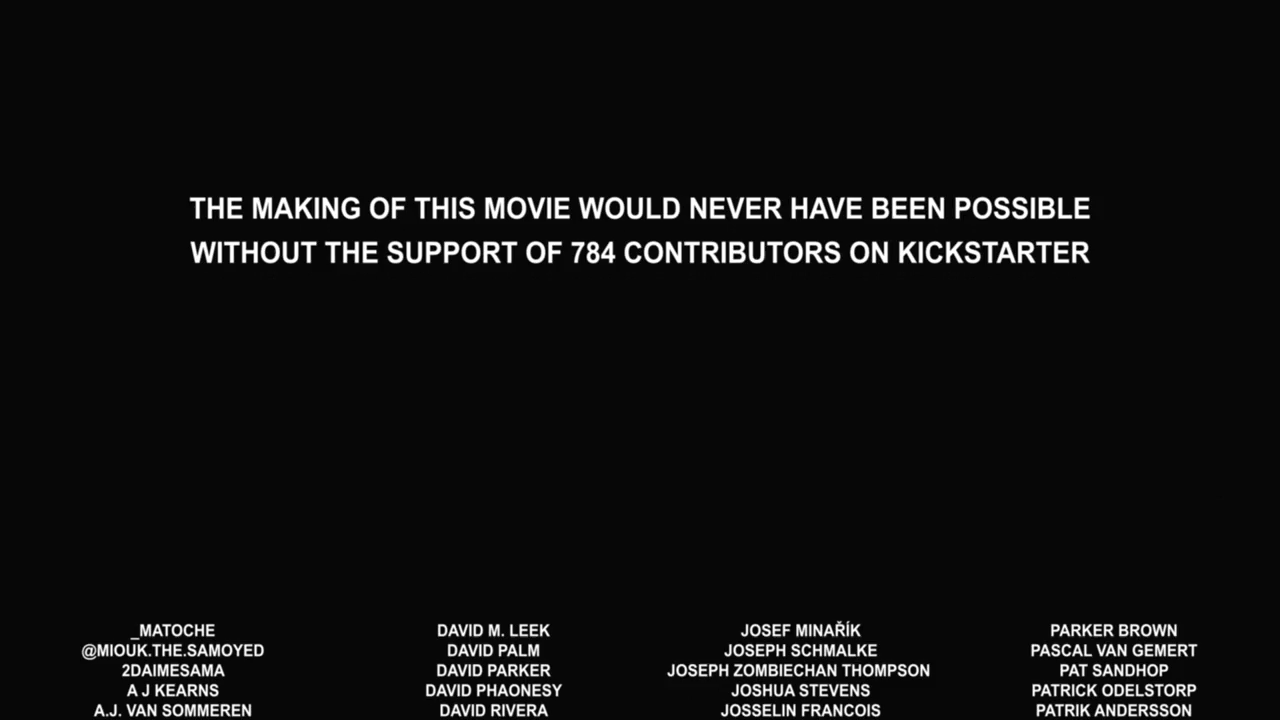 THE MAKING OF THIS MOVIE WOULD NEVER HAVE BEEN POSSIBLE
WITHOUT THE SUPPORT OF 784 CONTRIBUTORS ON KICKSTARTER
_MATOCHE
@MIOUK.THE.SAMOYED
2DAIMESAMA
A J KEARNS
A.J. VAN SOMMEREN
DAVID M. LEEK
DAVID PALM
DAVID PARKER
DAVID PHAONESY
DAVID RIVERA
JOSEF MINAŘÍK
JOSEPH SCHMALKE
JOSEPH ZOMBIECHAN THOMPSON
JOSHUA STEVENS
JOSSELIN FRANCOIS
PARKER BROWN
PASCAL VAN GEMERT
PAT SANDHOP
PATRICK ODELSTORP
PATRIK ANDERSSON